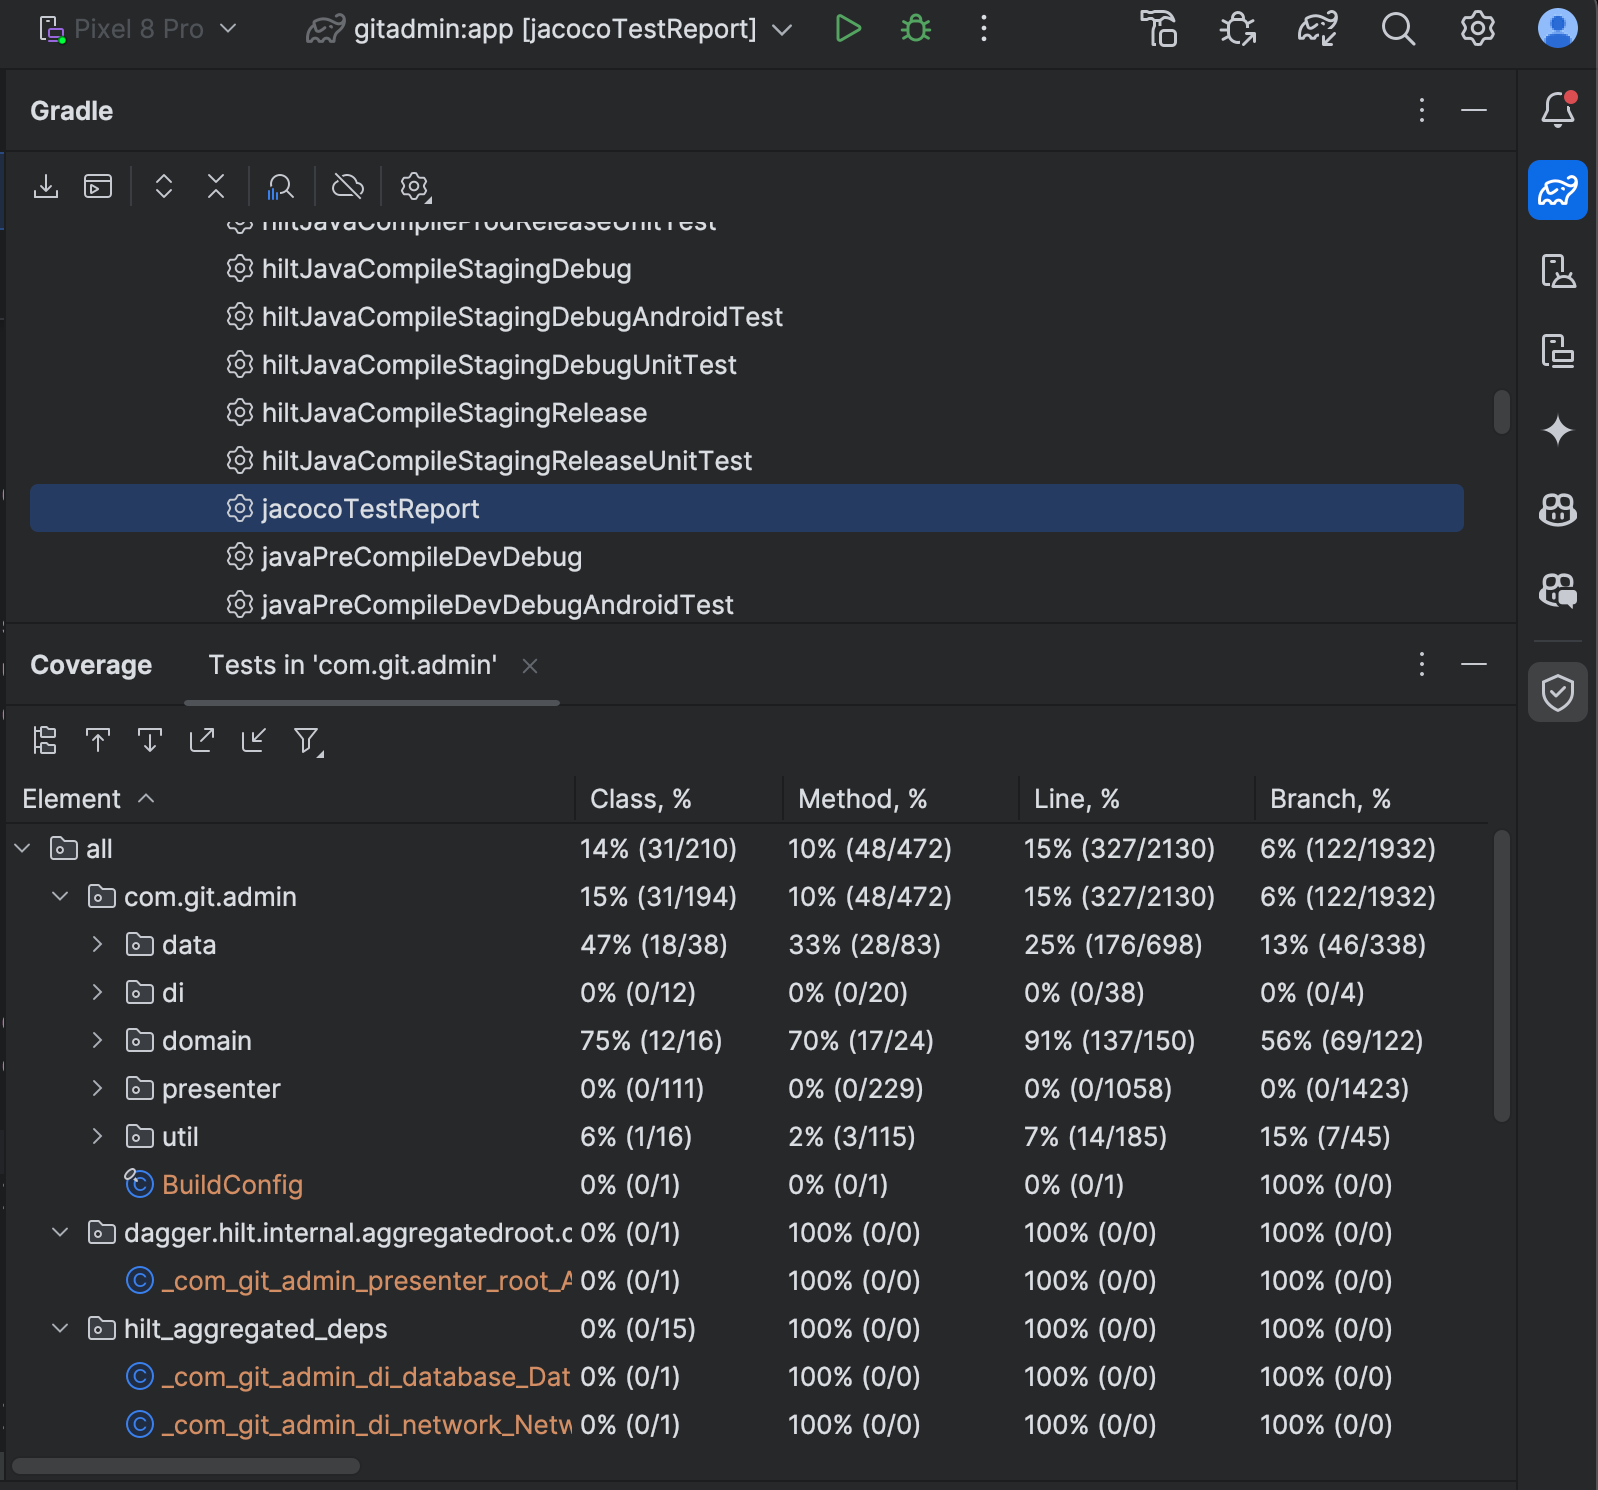 Pixel 8 Pro
gitadmin:app [jacocoTestReport]
Gradle
hiltJavaCompileProdReleaseUnitTest
hiltJavaCompileStagingDebug
hiltJavaCompileStagingDebugAndroidTest
hiltJavaCompileStagingDebugUnitTest
hiltJavaCompileStagingRelease
hiltJavaCompileStagingReleaseUnitTest
jacocoTestReport
javaPreCompileDevDebug
javaPreCompileDevDebugAndroidTest
Coverage Tests in 'com.git.admin'
Element Class, % Method, % Line, % Branch, %
all 14% (31/210) 10% (48/472) 15% (327/2130) 6% (122/1932)
com.git.admin 15% (31/194) 10% (48/472) 15% (327/2130) 6% (122/1932)
data 47% (18/38) 33% (28/83) 25% (176/698) 13% (46/338)
di 0% (0/12) 0% (0/20) 0% (0/38) 0% (0/4)
domain 75% (12/16) 70% (17/24) 91% (137/150) 56% (69/122)
presenter 0% (0/111) 0% (0/229) 0% (0/1058) 0% (0/1423)
util 6% (1/16) 2% (3/115) 7% (14/185) 15% (7/45)
BuildConfig 0% (0/1) 0% (0/1) 0% (0/1) 100% (0/0)
dagger.hilt.internal.aggregatedroot.c 0% (0/1) 100% (0/0) 100% (0/0) 100% (0/0)
_com_git_admin_presenter_root_A 0% (0/1) 100% (0/0) 100% (0/0) 100% (0/0)
hilt_aggregated_deps 0% (0/15) 100% (0/0) 100% (0/0) 100% (0/0)
_com_git_admin_di_database_Dat 0% (0/1) 100% (0/0) 100% (0/0) 100% (0/0)
_com_git_admin_di_network_Netw 0% (0/1) 100% (0/0) 100% (0/0) 100% (0/0)